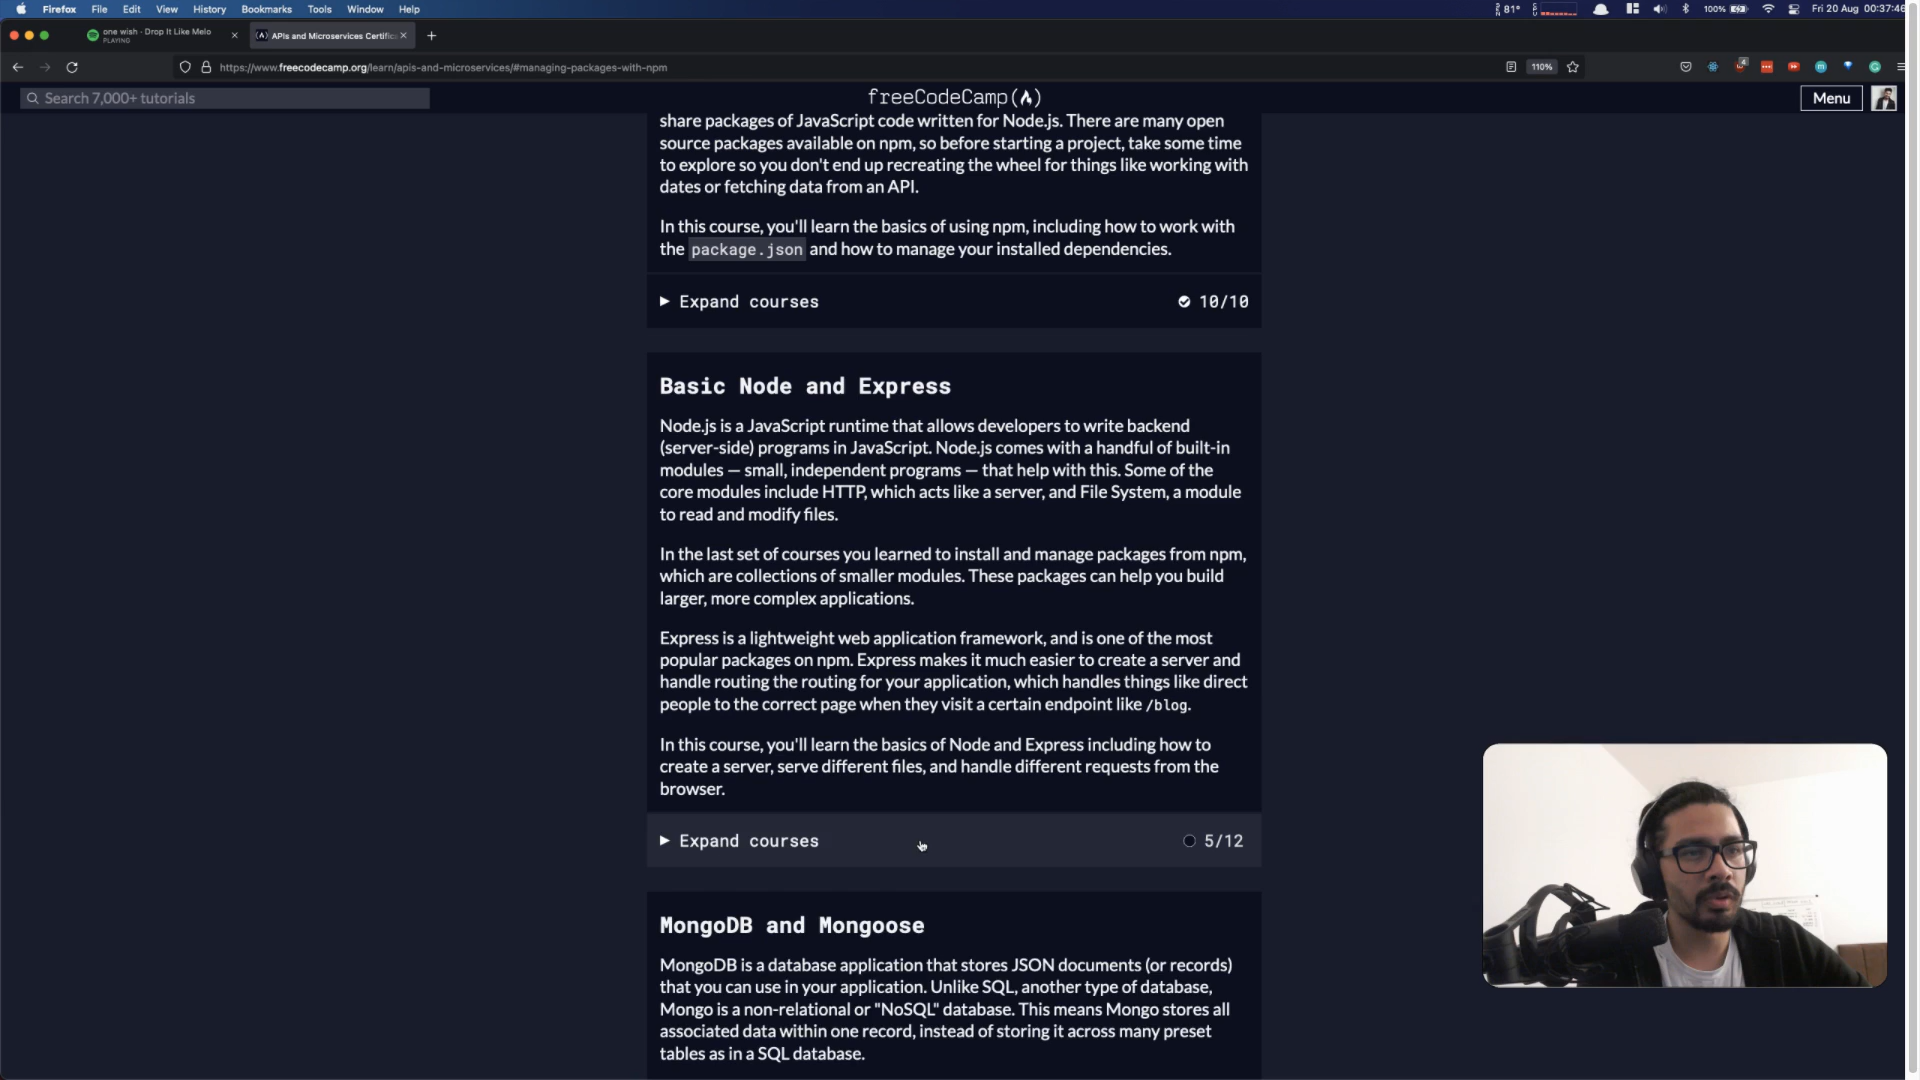 Firefox File Edit View History Bookmarks Tools Window Help
81° 100% Fri 20 Aug 00:37:46
one wish - Drop It Like Melo
PLAYING
APIs and Microservices Certific
https://www.freecodecamp.org/learn/apis-and-microservices/#managing-packages-with-npm
110%
4
Search 7,000+ tutorials
freeCodeCamp
Menu
share packages of JavaScript code written for Node.js. There are many open
source packages available on npm, so before starting a project, take some time
to explore so you don't end up recreating the wheel for things like working with
dates or fetching data from an API.
In this course, you'll learn the basics of using npm, including how to work with
the package.json and how to manage your installed dependencies.
Expand courses 10/10
Basic Node and Express
Node.js is a JavaScript runtime that allows developers to write backend
(server-side) programs in JavaScript. Node.js comes with a handful of built-in
modules — small, independent programs — that help with this. Some of the
core modules include HTTP, which acts like a server, and File System, a module
to read and modify files.
In the last set of courses you learned to install and manage packages from npm,
which are collections of smaller modules. These packages can help you build
larger, more complex applications.
Express is a lightweight web application framework, and is one of the most
popular packages on npm. Express makes it much easier to create a server and
handle routing the routing for your application, which handles things like direct
people to the correct page when they visit a certain endpoint like /blog.
In this course, you'll learn the basics of Node and Express including how to
create a server, serve different files, and handle different requests from the
browser.
Expand courses 5/12
MongoDB and Mongoose
MongoDB is a database application that stores JSON documents (or records)
that you can use in your application. Unlike SQL, another type of database,
Mongo is a non-relational or "NoSQL" database. This means Mongo stores all
associated data within one record, instead of storing it across many preset
tables as in a SQL database.